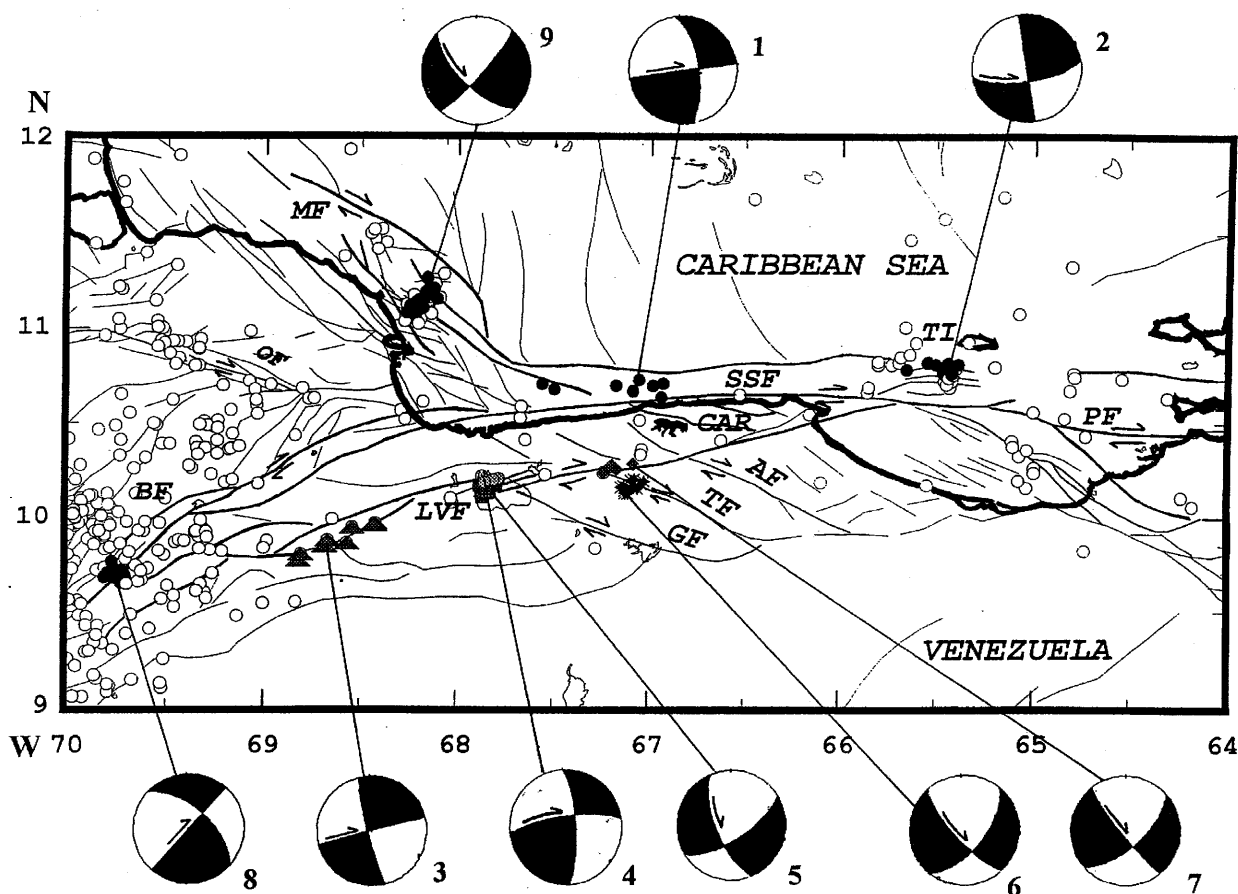 9
1
2
N
12
MF
CARIBBEAN SEA
11
TI
OF
SSF
CAR
PF
BF
AF
10
LVF
TF
GF
VENEZUELA
9
W 70
69
68
67
66
65
64
8
3
4
5
6
7